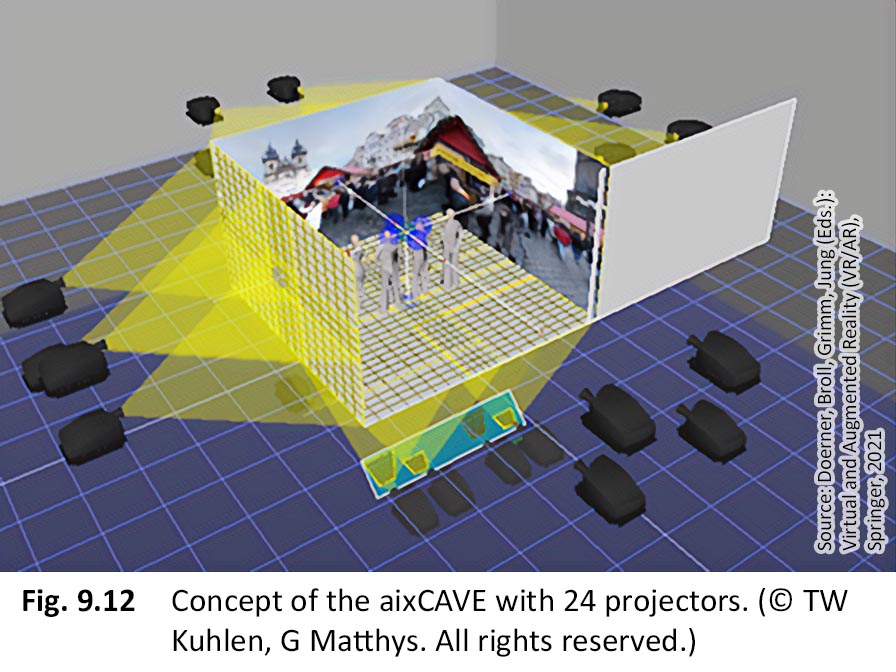 Source: Doerner, Broll, Grimm, Jung (Eds.):
Virtual and Augmented Reality (VR/AR),
Springer, 2021
Fig. 9.12 Concept of the aixCAVE with 24 projectors. (© TW
Kuhlen, G Matthys. All rights reserved.)